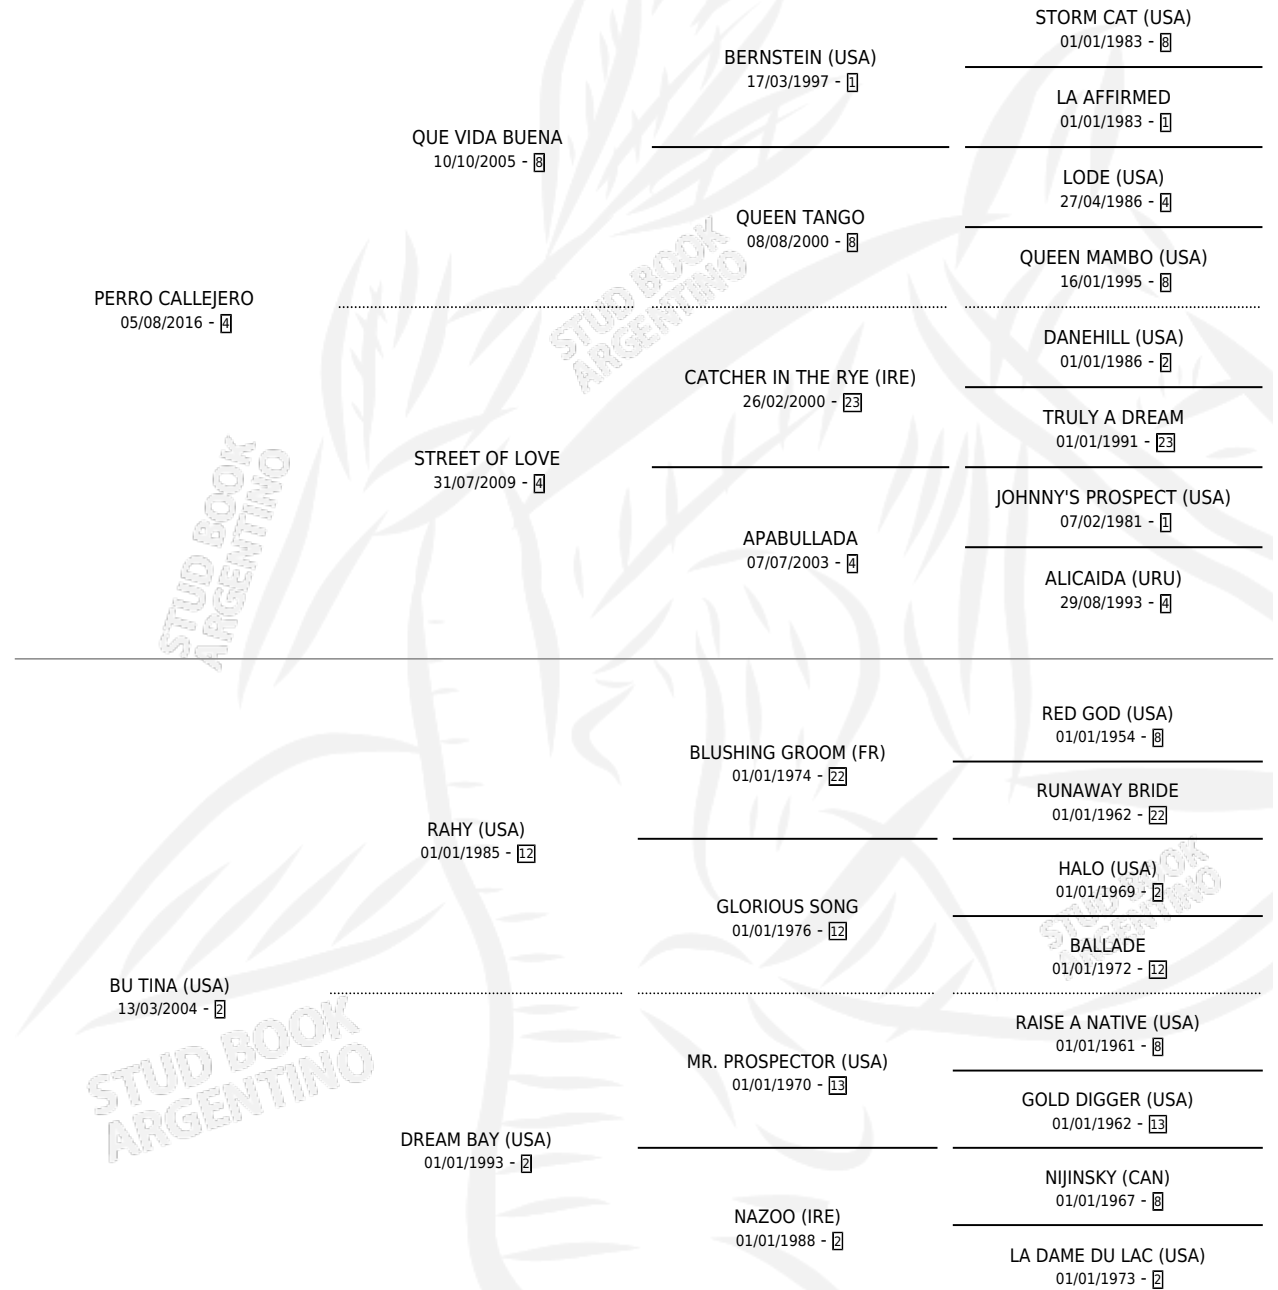 STORM CAT (USA)
01/01/1983 - 8
BERNSTEIN (USA)
17/03/1997 - 1
LA AFFIRMED
01/01/1983 - 1
QUE VIDA BUENA
10/10/2005 - 8
LODE (USA)
27/04/1986 - 4
QUEEN TANGO
08/08/2000 - 8
QUEEN MAMBO (USA)
16/01/1995 - 8
PERRO CALLEJERO
05/08/2016 - 4
STUD BOOK
ARGENTINO
DANEHILL (USA)
01/01/1986 - 2
CATCHER IN THE RYE (IRE)
26/02/2000 - 23
TRULY A DREAM
01/01/1991 - 23
STREET OF LOVE
31/07/2009 - 4
JOHNNY'S PROSPECT (USA)
07/02/1981 - 1
APABULLADA
07/07/2003 - 4
ALICAIDA (URU)
29/08/1993 - 4
STUD BOOK
ARGENTINO
RED GOD (USA)
01/01/1954 - 8
BLUSHING GROOM (FR)
01/01/1974 - 22
RUNAWAY BRIDE
01/01/1962 - 22
RAHY (USA)
01/01/1985 - 12
HALO (USA)
01/01/1969 - 2
GLORIOUS SONG
01/01/1976 - 12
BALLADE
01/01/1972 - 12
STUD BOOK
ARGENTINO
BU TINA (USA)
13/03/2004 - 2
RAISE A NATIVE (USA)
01/01/1961 - 8
MR. PROSPECTOR (USA)
01/01/1970 - 13
GOLD DIGGER (USA)
01/01/1962 - 13
STUD BOOK
ARGENTINO
DREAM BAY (USA)
01/01/1993 - 2
NIJINSKY (CAN)
01/01/1967 - 8
NAZOO (IRE)
01/01/1988 - 2
LA DAME DU LAC (USA)
01/01/1973 - 2